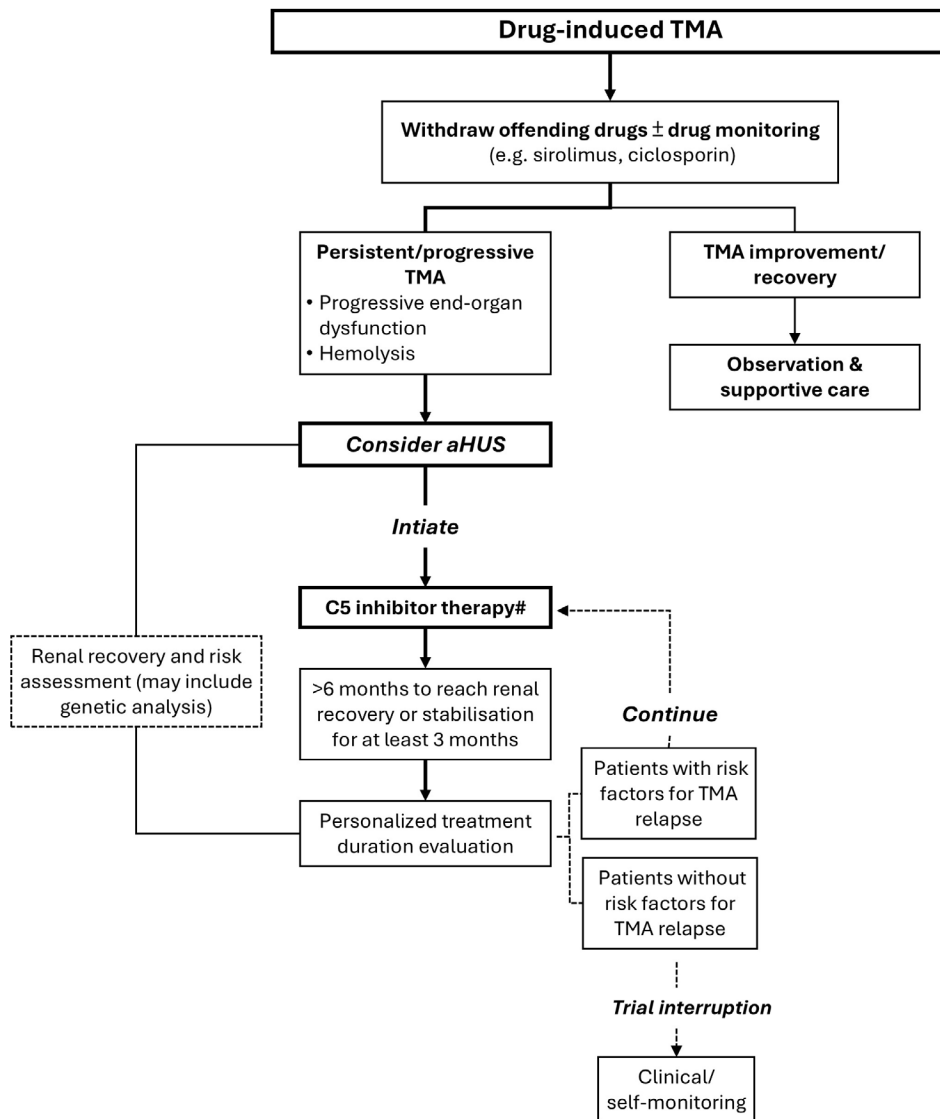 Drug-induced TMA
Withdraw offending drugs ± drug monitoring
(e.g. sirolimus, ciclosporin)
Persistent/progressive
TMA
• Progressive end-organ
dysfunction
• Hemolysis
TMA improvement/
recovery
Observation &
supportive care
Consider aHUS
Intiate
C5 inhibitor therapy#
Renal recovery and risk
assessment (may include
genetic analysis)
>6 months to reach renal
recovery or stabilisation
for at least 3 months
Continue
Personalized treatment
duration evaluation
Patients with risk
factors for TMA
relapse
Patients without
risk factors for
TMA relapse
Trial interruption
Clinical/
self-monitoring